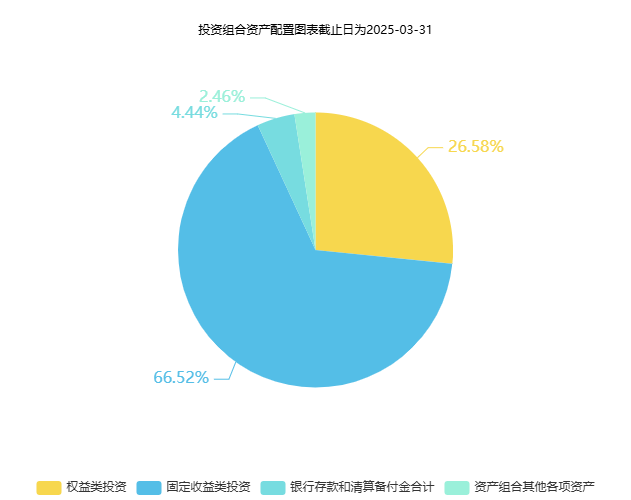 投资组合资产配置图表截止日为2025-03-31
2.46%
4.44%
26.58%
66.52%
权益类投资 固定收益类投资 银行存款和清算备付金合计 资产组合其他各项资产